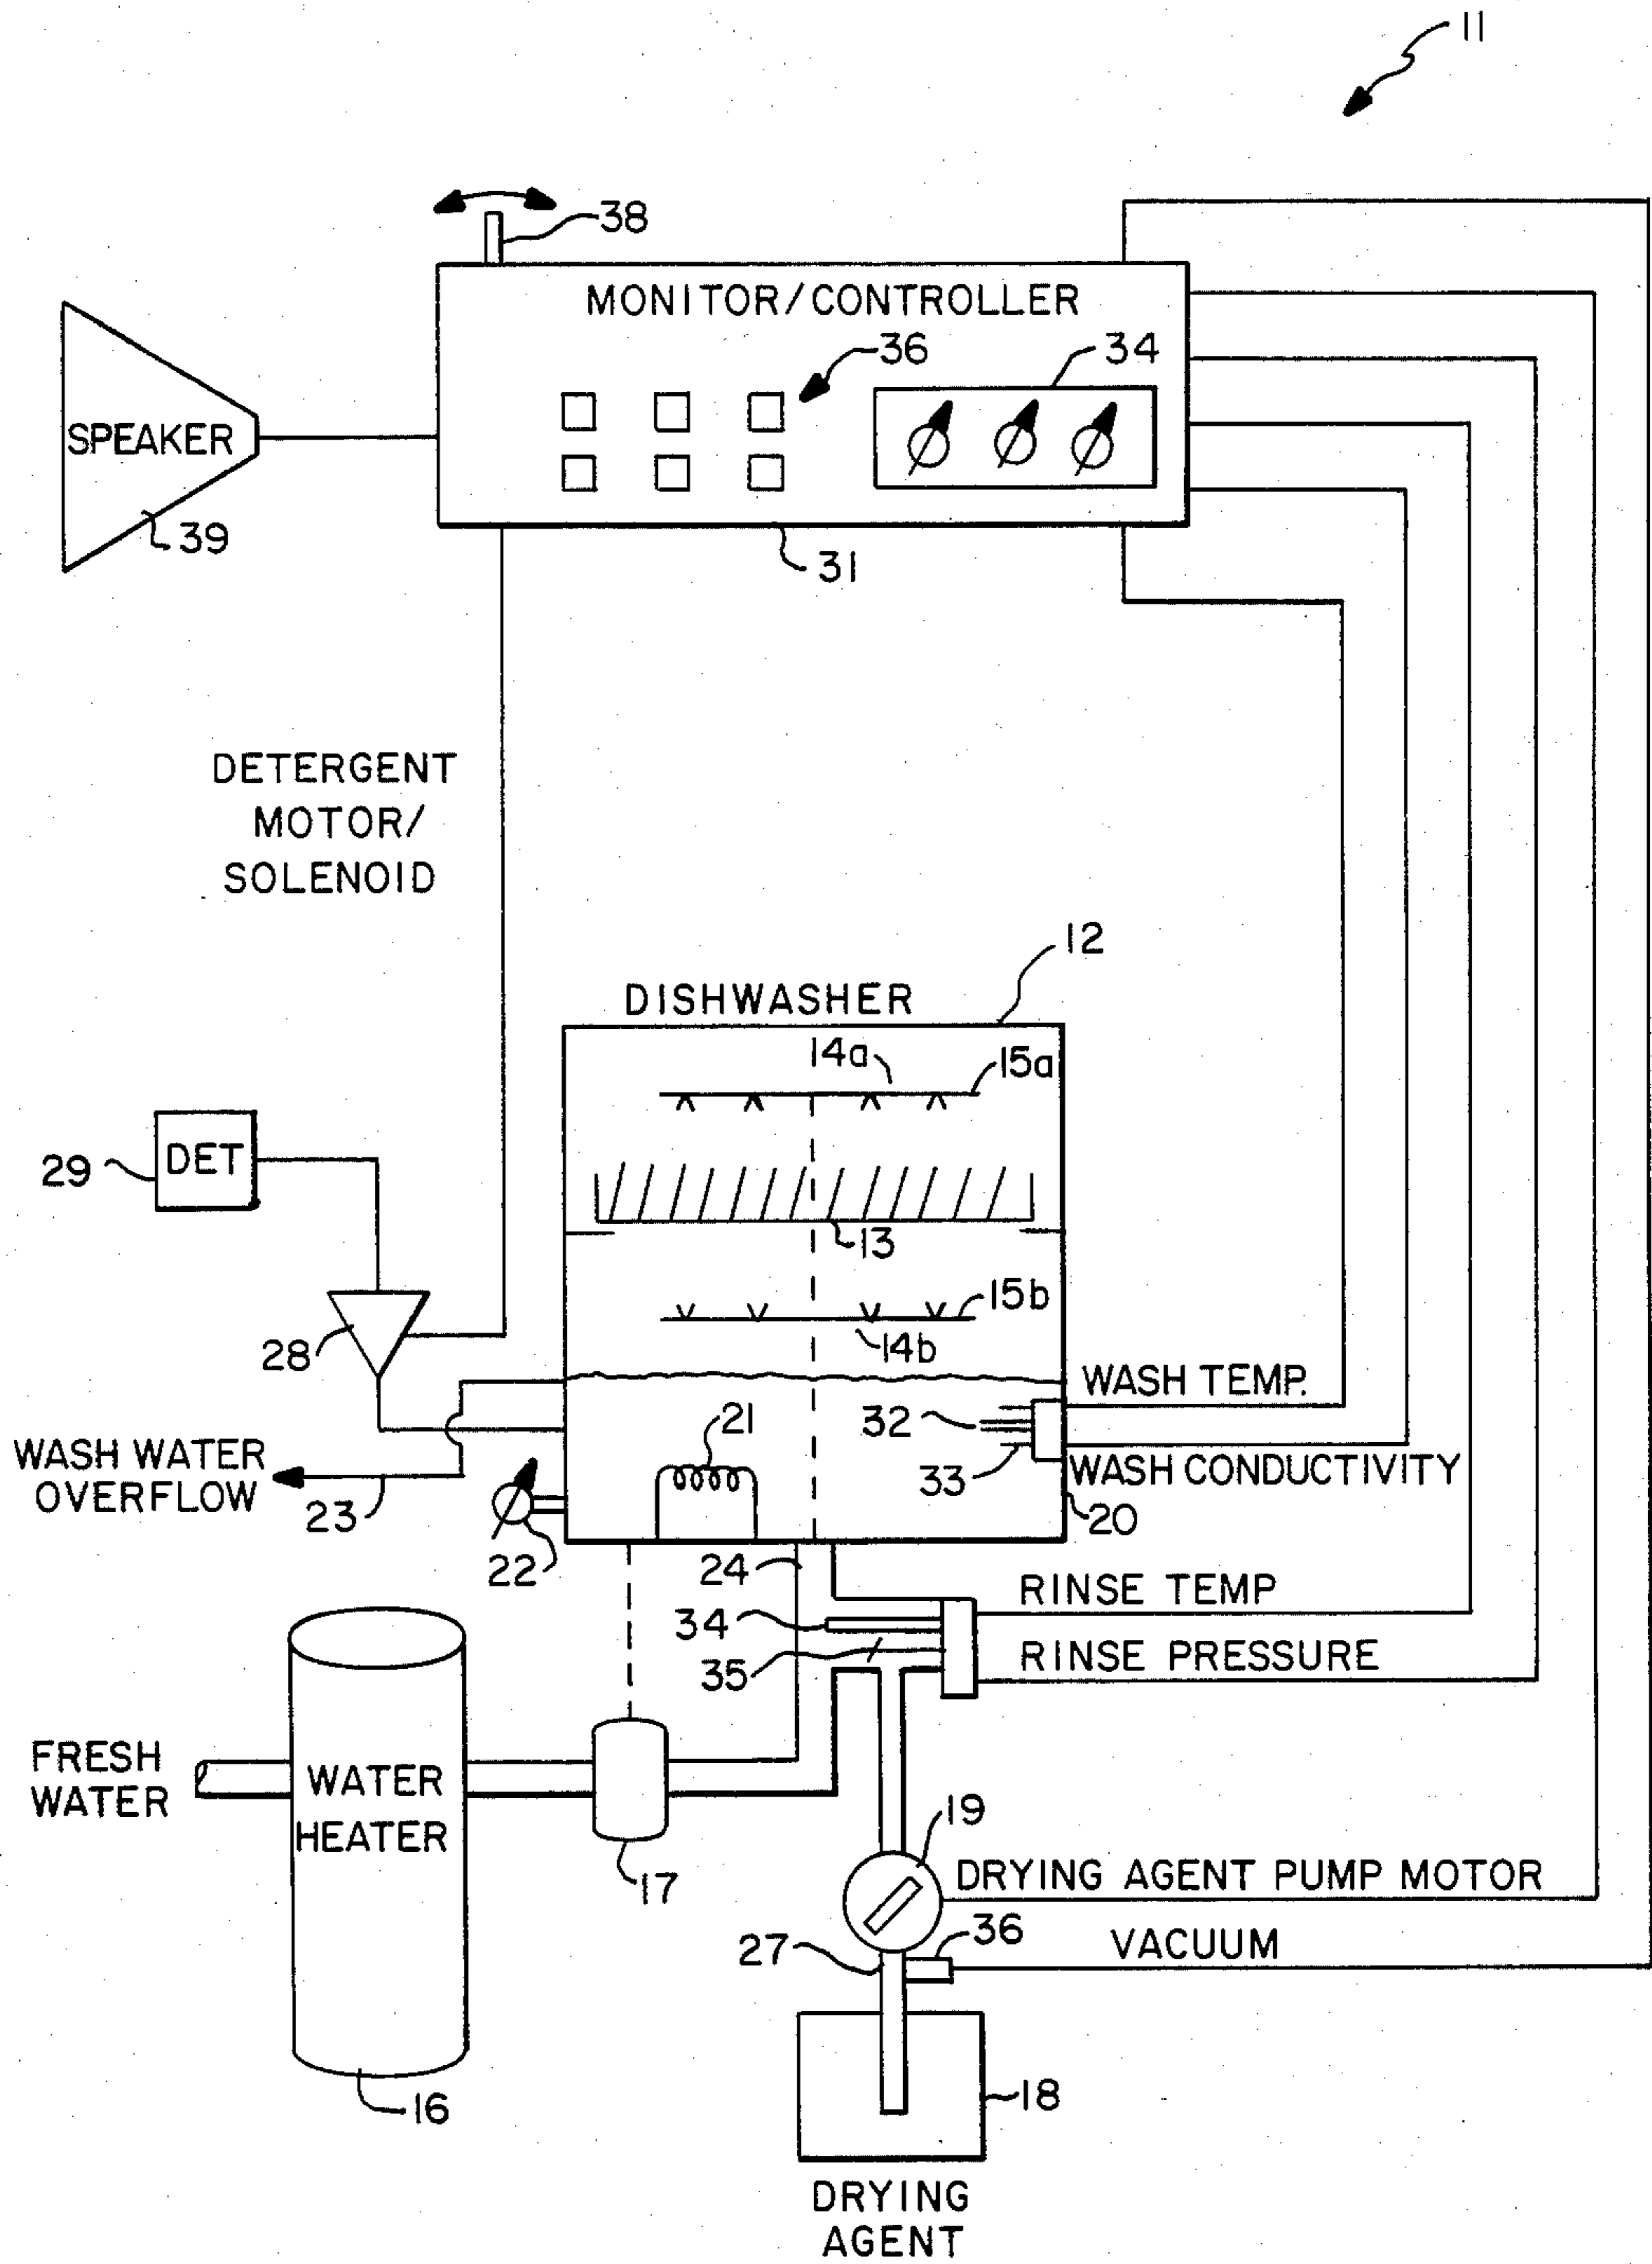 11
38
MONITOR/CONTROLLER
36
34
SPEAKER
39
31
DETERGENT
MOTOR/
SOLENOID
12
DISHWASHER
14a
15a
29
DET
13
15b
28
14b
WASH TEMP.
21
32
WASH WATER
OVERFLOW
33
WASH CONDUCTIVITY
23
20
22
24
RINSE TEMP
34
RINSE PRESSURE
35
FRESH
WATER
WATER
HEATER
19
17
DRYING AGENT PUMP MOTOR
36
27
VACUUM
16
18
DRYING
AGENT